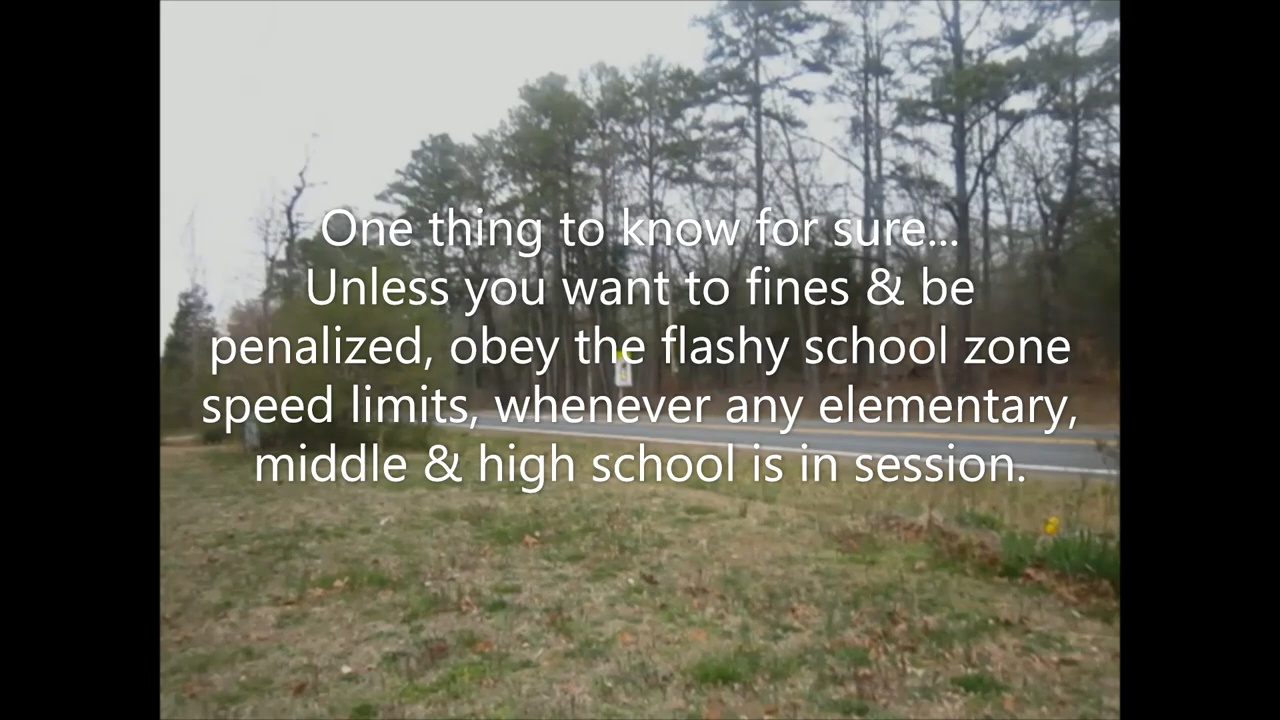 One thing to know for sure...
Unless you want to fines & be
penalized, obey the flashy school zone
speed limits, whenever any elementary,
middle & high school is in session.